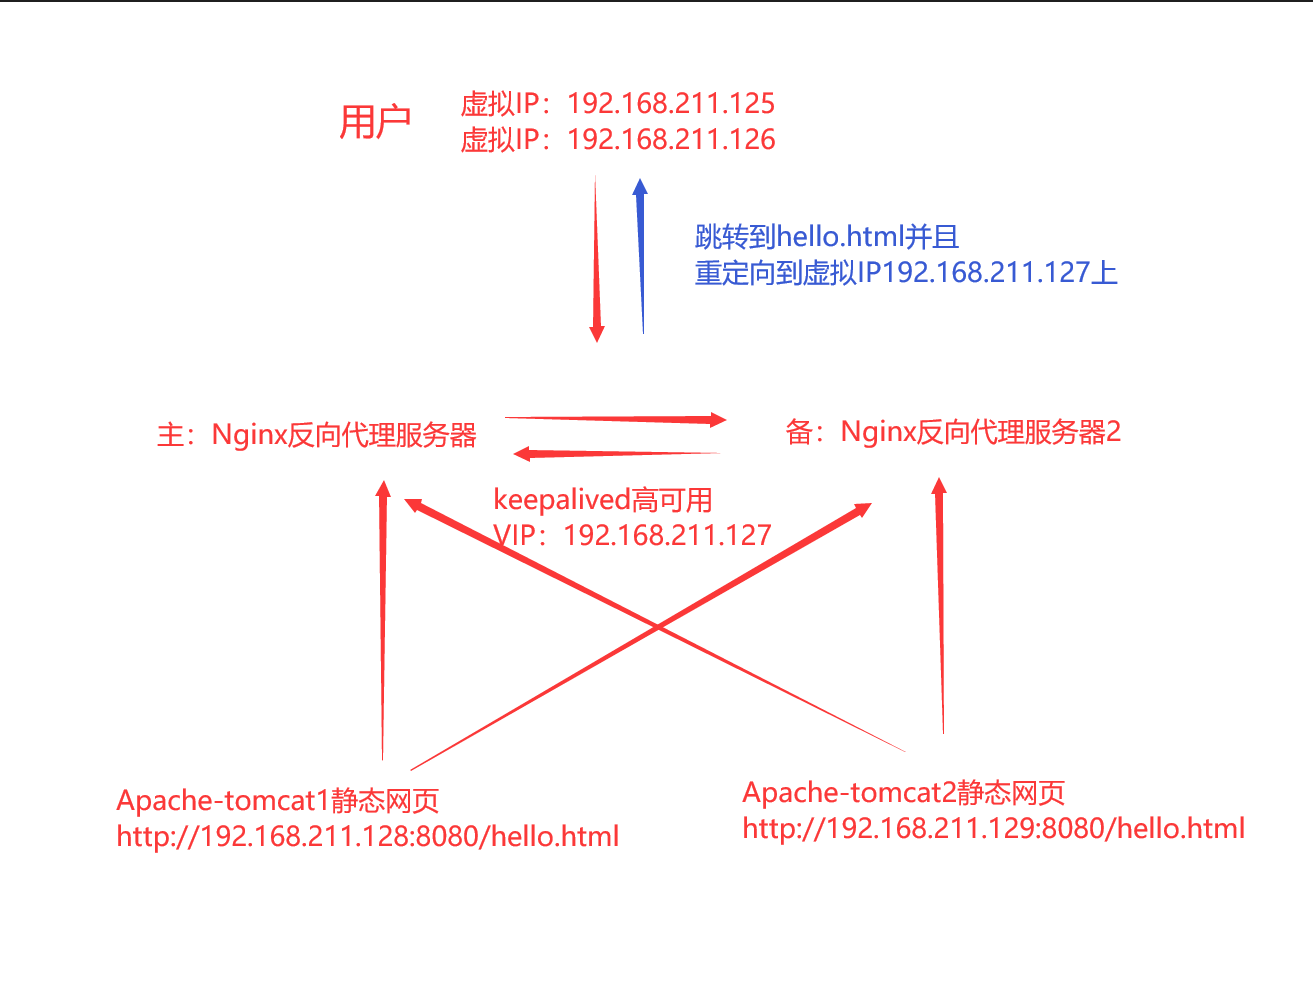 用户
虚拟IP：192.168.211.125
虚拟IP：192.168.211.126
跳转到hello.html并且
重定向到虚拟IP192.168.211.127上
主：Nginx反向代理服务器
备：Nginx反向代理服务器2
keepalived高可用
VIP：192.168.211.127
Apache-tomcat1静态网页
http://192.168.211.128:8080/hello.html
Apache-tomcat2静态网页
http://192.168.211.129:8080/hello.html